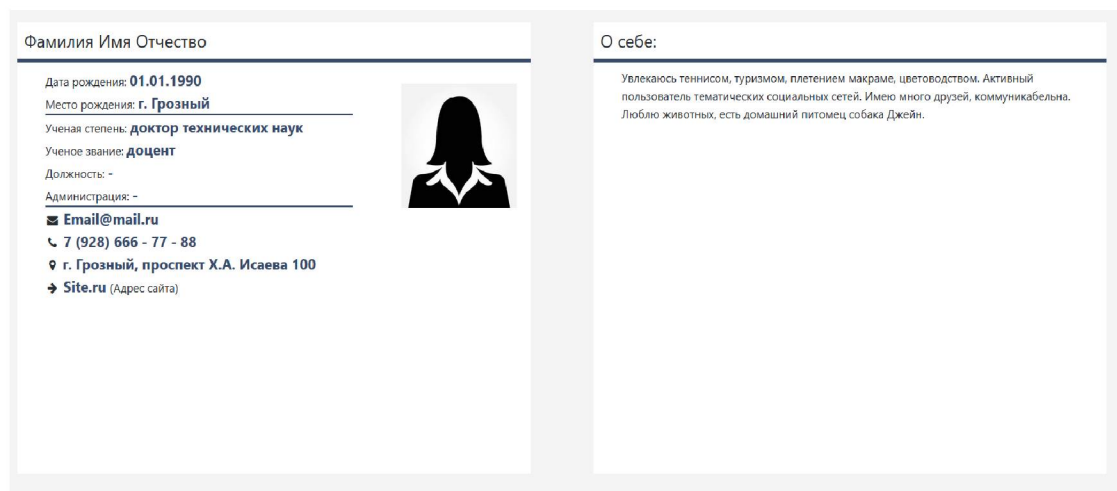 Фамилия Имя Отчество
Дата рождения: 01.01.1990
Место рождения: г. Грозный
Ученая степень: доктор технических наук
Ученое звание: доцент
Должность: -
Администрация: -
Email@mail.ru
7 (928) 666 - 77 - 88
г. Грозный, проспект Х.А. Исаева 100
Site.ru (Адрес сайта)
О себе:
Увлекаюсь теннисом, туризмом, плетением макраме, цветоводством. Активный
пользователь тематических социальных сетей. Имею много друзей, коммуникабельна.
Люблю животных, есть домашний питомец собака Джейн.